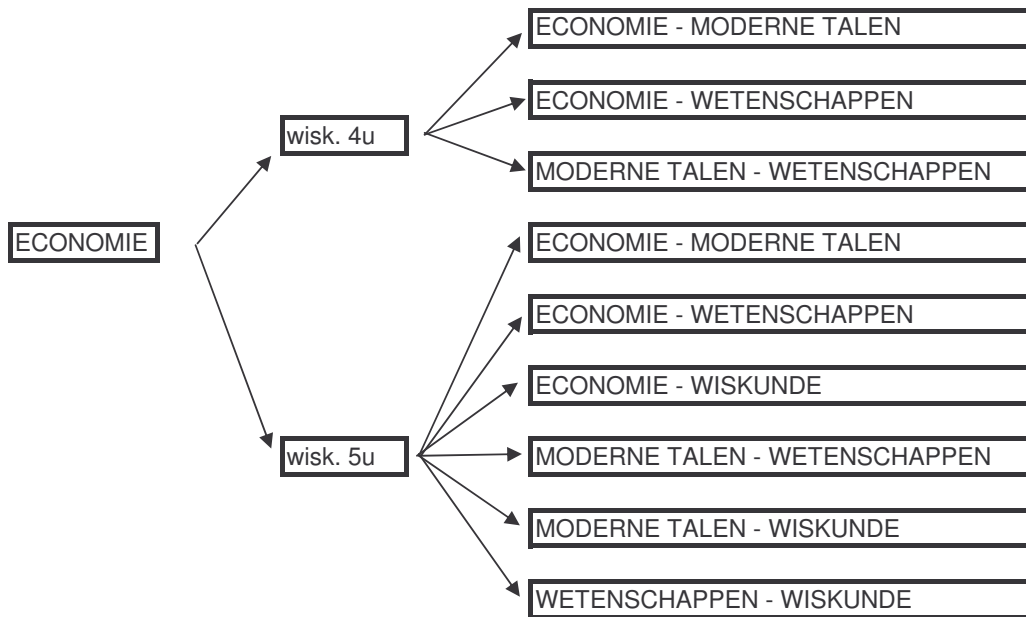 ECONOMIE - MODERNE TALEN
ECONOMIE - WETENSCHAPPEN
wisk. 4u
MODERNE TALEN - WETENSCHAPPEN
ECONOMIE
ECONOMIE - MODERNE TALEN
ECONOMIE - WETENSCHAPPEN
ECONOMIE - WISKUNDE
wisk. 5u
MODERNE TALEN - WETENSCHAPPEN
MODERNE TALEN - WISKUNDE
WETENSCHAPPEN - WISKUNDE